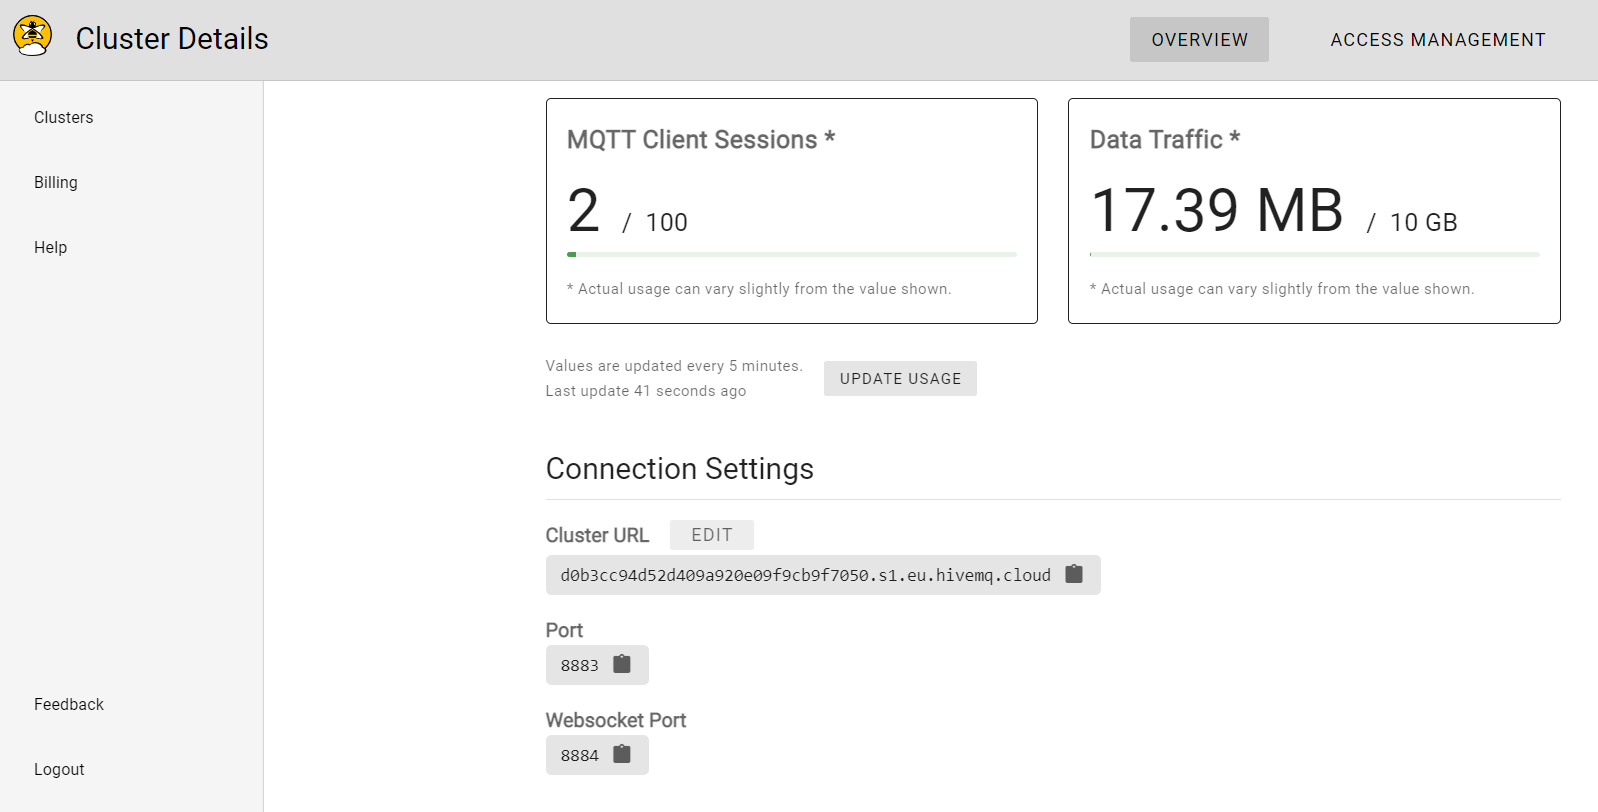 Cluster Details
OVERVIEW
ACCESS MANAGEMENT
Clusters
Billing
Help
Feedback
Logout
MQTT Client Sessions *
2 / 100
* Actual usage can vary slightly from the value shown.
Data Traffic *
17.39 MB / 10 GB
* Actual usage can vary slightly from the value shown.
Values are updated every 5 minutes.
Last update 41 seconds ago
UPDATE USAGE
Connection Settings
Cluster URL
EDIT
d0b3cc94d52d409a920e09f9cb9f7050.s1.eu.hivemq.cloud
Port
8883
Websocket Port
8884